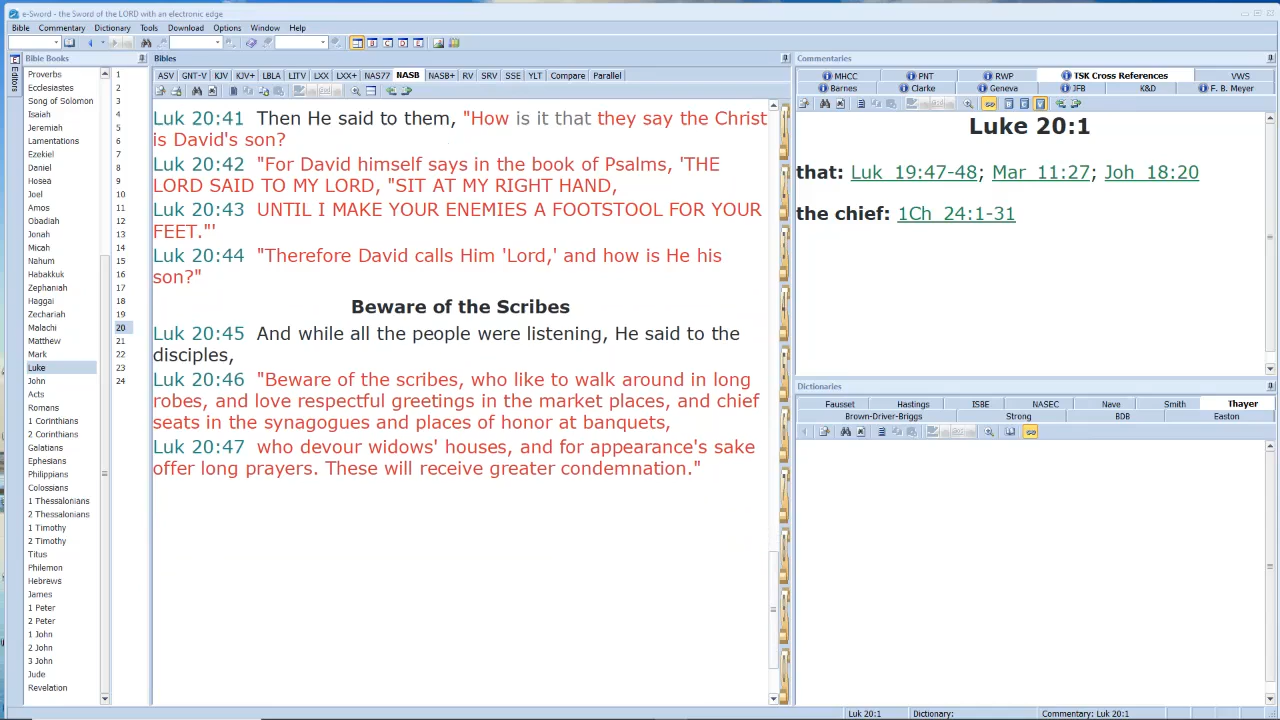 e-Sword - the Sword of the LORD with an electronic edge
Bible Commentary Dictionary Tools Download Options Window Help
Bible Books
Editors
Proverbs
Ecclesiastes
Song of Solomon
Isaiah
Jeremiah
Lamentations
Ezekiel
Daniel
Hosea
Joel
Amos
Obadiah
Jonah
Micah
Nahum
Habakkuk
Zephaniah
Haggai
Zechariah
Malachi
Matthew
Mark
Luke
John
Acts
Romans
1 Corinthians
2 Corinthians
Galatians
Ephesians
Philippians
Colossians
1 Thessalonians
2 Thessalonians
1 Timothy
2 Timothy
Titus
Philemon
Hebrews
James
1 Peter
2 Peter
1 John
2 John
3 John
Jude
Revelation
1
2
3
4
5
6
7
8
9
10
11
12
13
14
15
16
17
18
19
20
21
22
23
24
Bibles
ASV GNT-V KJV KJV+ LBLA LITV LXX LXX+ NAS77 NASB NASB+ RV SRV SSE YLT Compare Parallel
Luk 20:41 Then He said to them, "How is it that they say the Christ
is David's son?
Luk 20:42 "For David himself says in the book of Psalms, 'THE
LORD SAID TO MY LORD, "SIT AT MY RIGHT HAND,
Luk 20:43 UNTIL I MAKE YOUR ENEMIES A FOOTSTOOL FOR YOUR
FEET."'
Luk 20:44 "Therefore David calls Him 'Lord,' and how is He his
son?"
Beware of the Scribes
Luk 20:45 And while all the people were listening, He said to the
disciples,
Luk 20:46 "Beware of the scribes, who like to walk around in long
robes, and love respectful greetings in the market places, and chief
seats in the synagogues and places of honor at banquets,
Luk 20:47 who devour widows' houses, and for appearance's sake
offer long prayers. These will receive greater condemnation."
Commentaries
MHCC PNT RWP TSK Cross References VWS
Barnes Clarke Geneva JFB K&D F. B. Meyer
Luke 20:1
that: Luk 19:47-48; Mar 11:27; Joh 18:20
the chief: 1Ch 24:1-31
Dictionaries
Fausset Hastings ISBE NASEC Nave Smith Thayer
Brown-Driver-Briggs Strong BDB Easton
Luk 20:1 Dictionary: Commentary: Luk 20:1